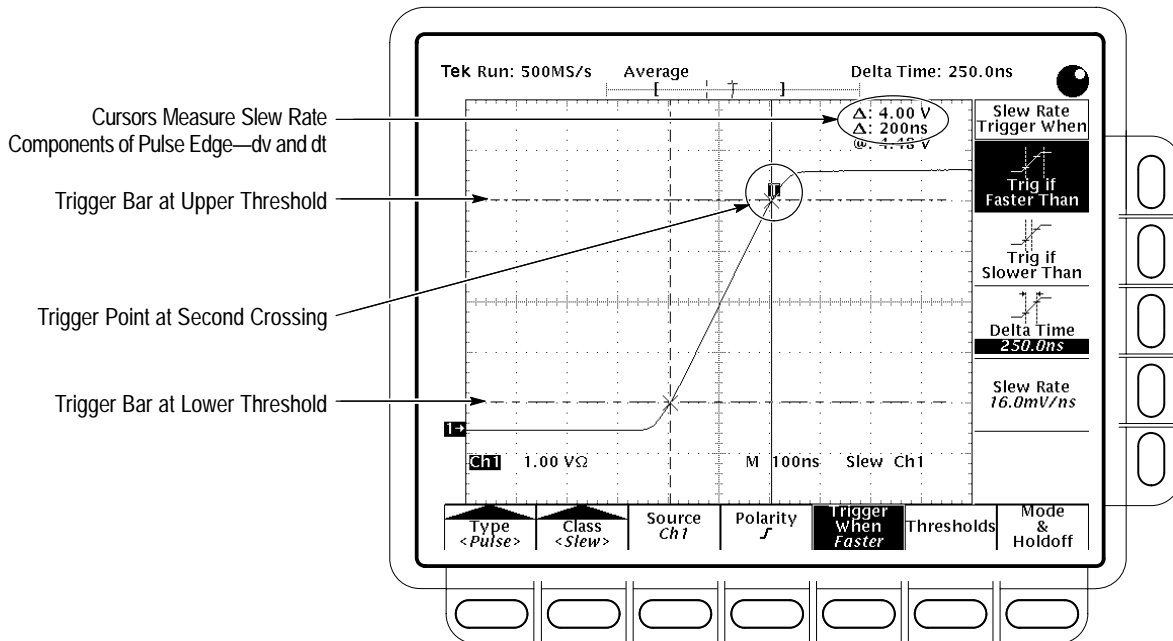 Tek Run: 500MS/s Average Delta Time: 250.0ns
Cursors Measure Slew Rate
Components of Pulse Edge—dv and dt
Δ: 4.00 V
Δ: 200ns
@: 4.48 V
Slew Rate
Trigger When
Trig if
Faster Than
Trigger Bar at Upper Threshold
T
Trig if
Slower Than
Trigger Point at Second Crossing
Delta Time
250.0ns
Slew Rate
16.0mV/ns
Trigger Bar at Lower Threshold
1→
Ch1 1.00 VΩ M 100ns Slew Ch1
Type
<Pulse>
Class
<Slew>
Source
Ch1
Polarity
Trigger
When
Faster
Thresholds
Mode
&
Holdoff